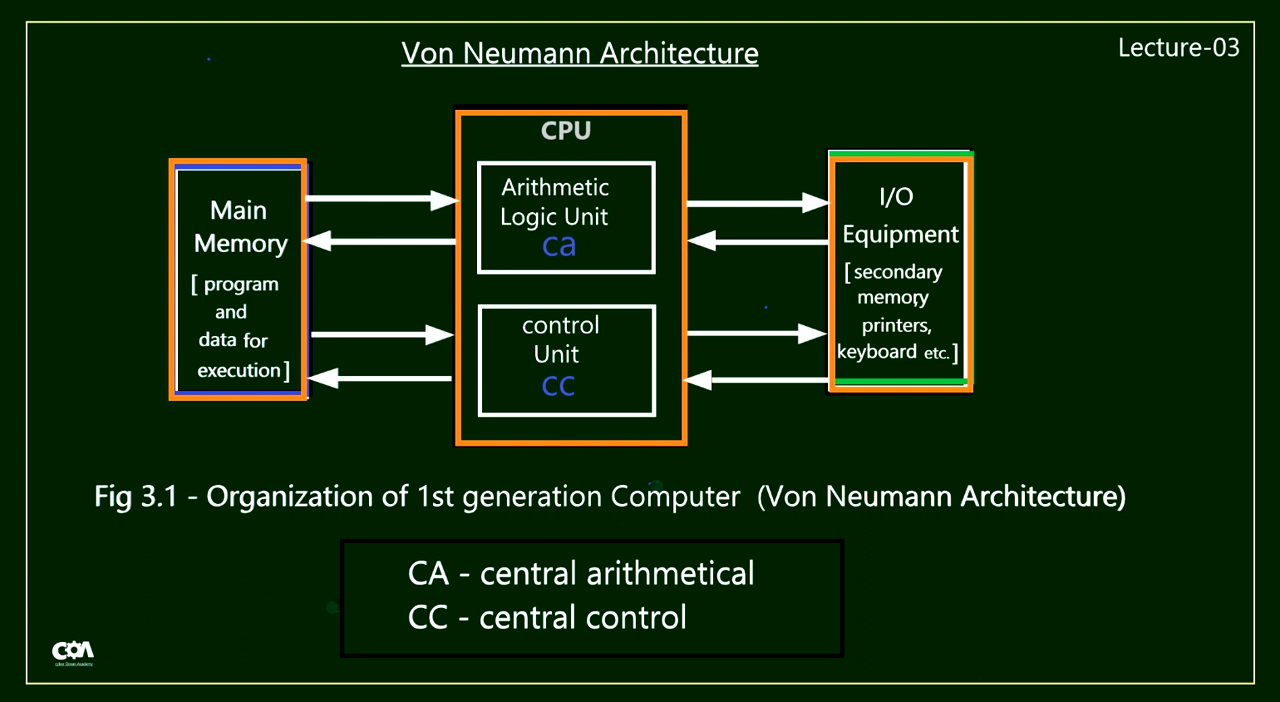 Von Neumann Architecture
Lecture-03
CPU
Main
Memory
[ program
and
data for
execution]
Arithmetic
Logic Unit
ca
control
Unit
cc
I/O
Equipment
[ secondary
memory
printers,
keyboard etc.]
Fig 3.1 - Organization of 1st generation Computer (Von Neumann Architecture)
CA - central arithmetical
CC - central control